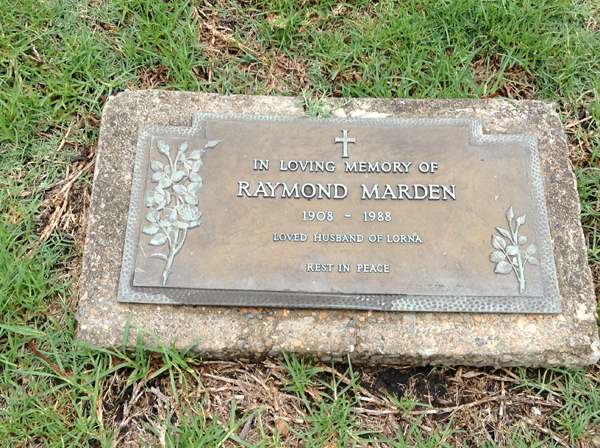 IN LOVING MEMORY OF
RAYMOND MARDEN
1908 - 1988
LOVED HUSBAND OF LORNA
REST IN PEACE